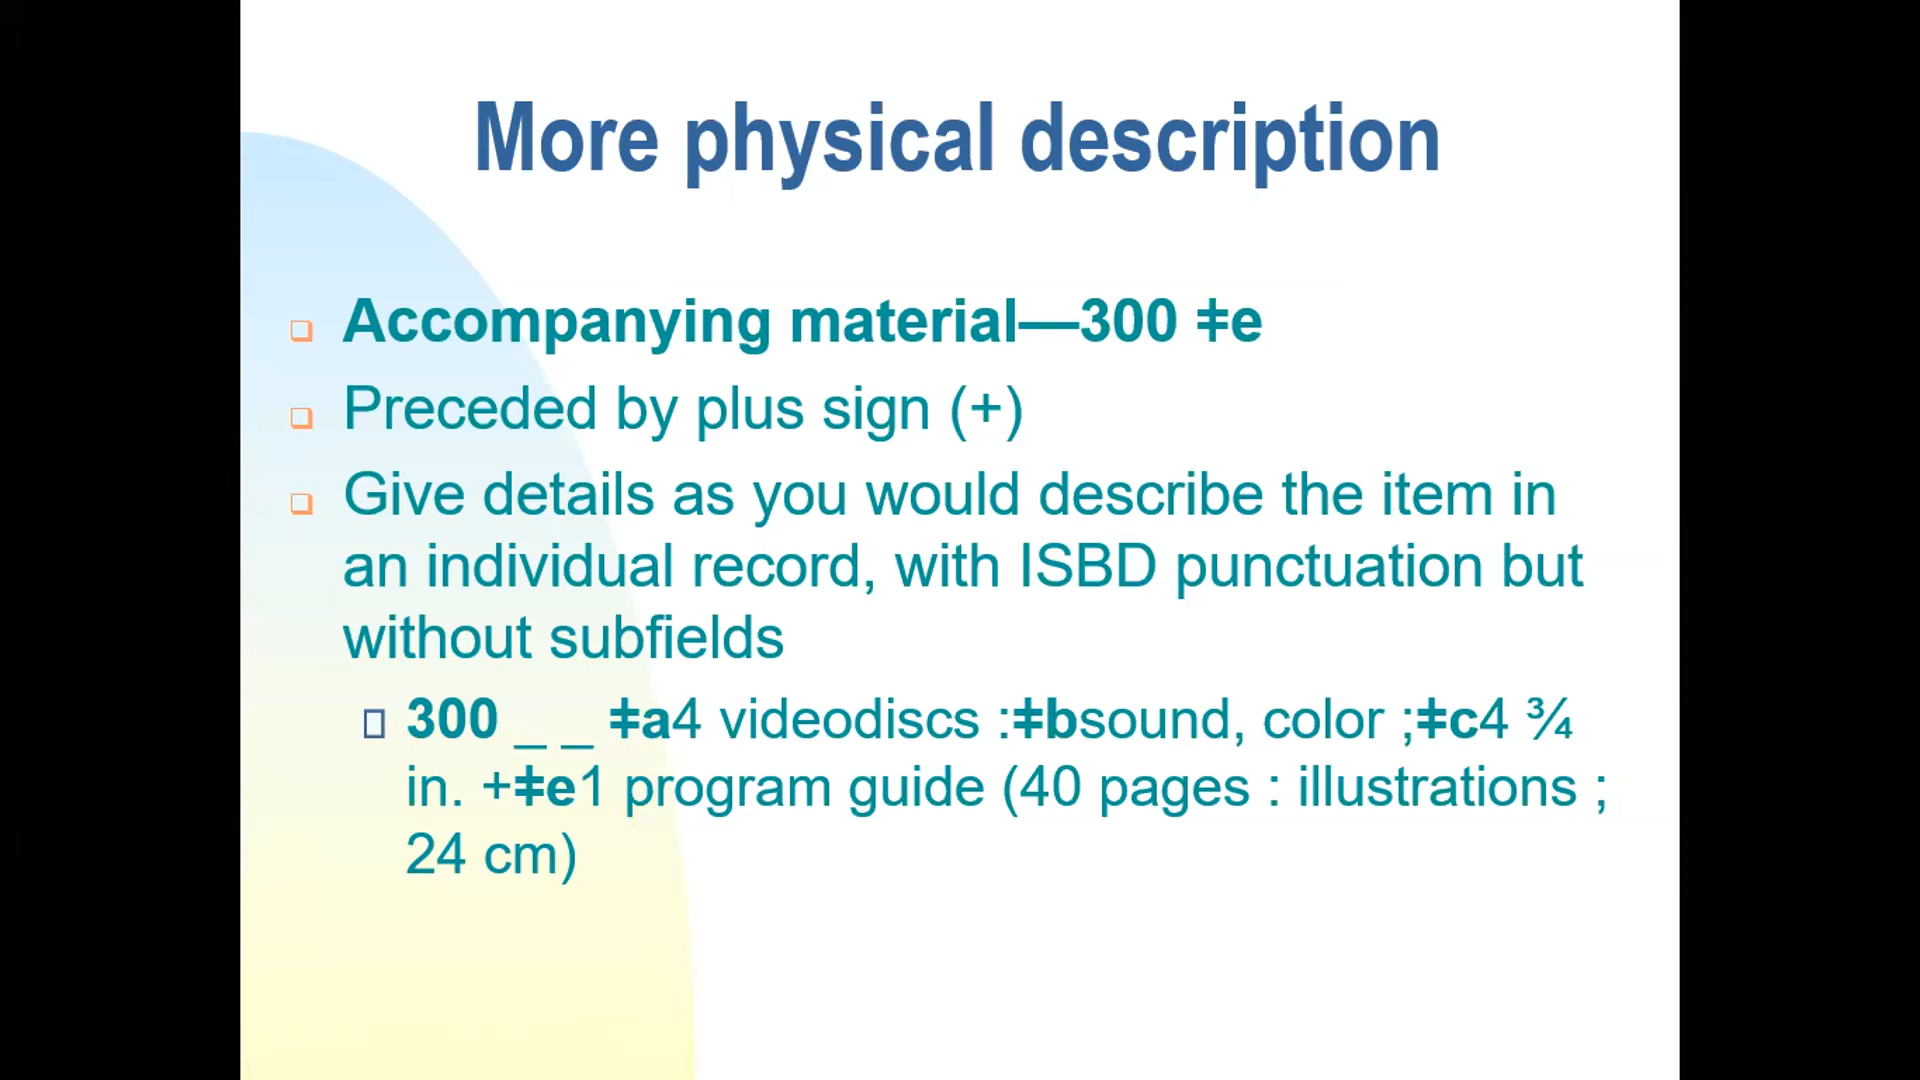 More physical description
Accompanying material—300 ǂe
Preceded by plus sign (+)
Give details as you would describe the item in
an individual record, with ISBD punctuation but
without subfields
300 _ _ ǂa4 videodiscs :ǂbsound, color ;ǂc4 ¾
in. +ǂe1 program guide (40 pages : illustrations ;
24 cm)